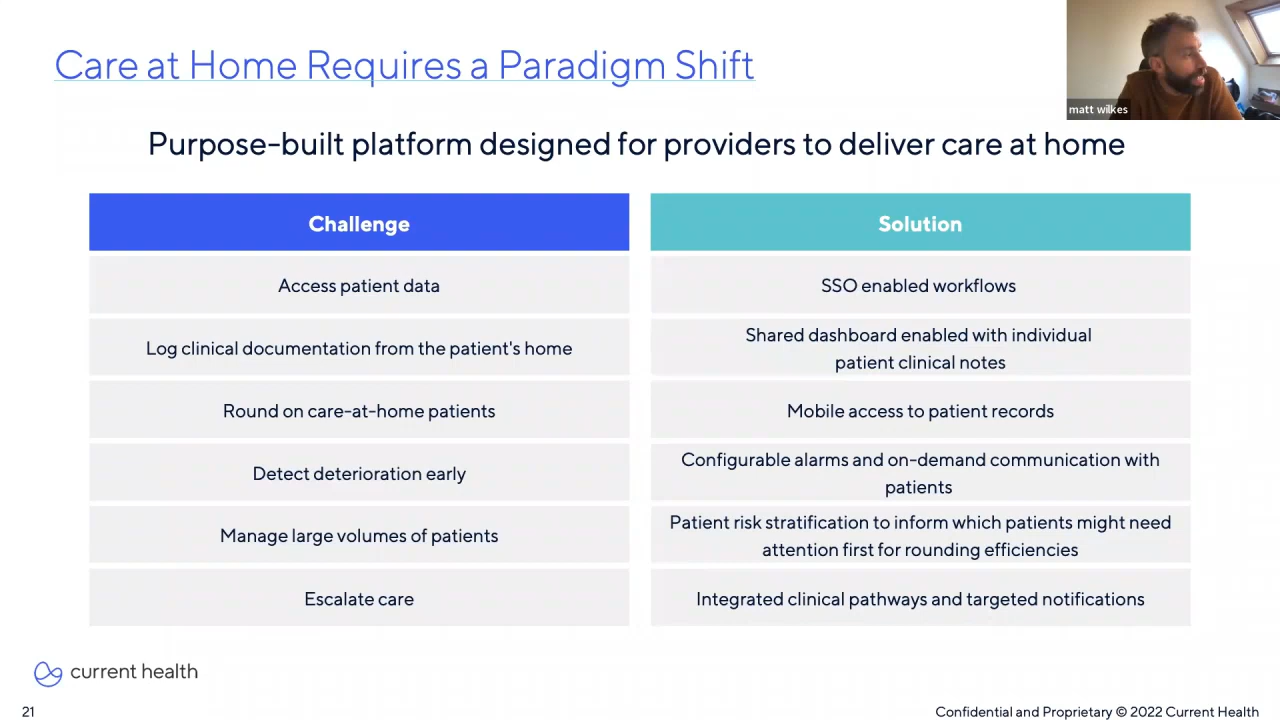 Care at Home Requires a Paradigm Shift
matt wilkes
Purpose-built platform designed for providers to deliver care at home
Challenge
Solution
Access patient data
SSO enabled workflows
Log clinical documentation from the patient's home
Shared dashboard enabled with individual
patient clinical notes
Round on care-at-home patients
Mobile access to patient records
Detect deterioration early
Configurable alarms and on-demand communication with
patients
Manage large volumes of patients
Patient risk stratification to inform which patients might need
attention first for rounding efficiencies
Escalate care
Integrated clinical pathways and targeted notifications
current health
21
Confidential and Proprietary © 2022 Current Health